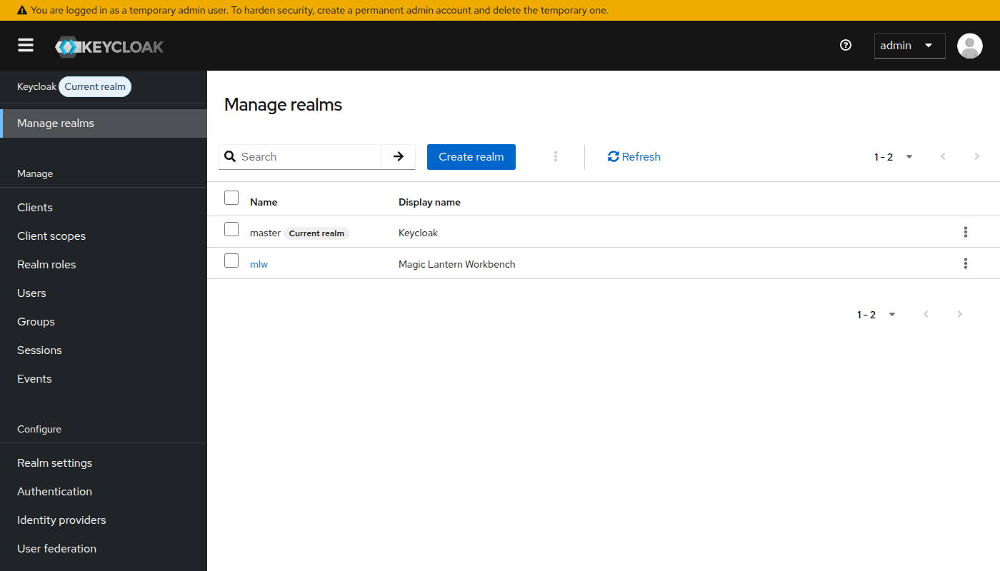 You are logged in as a temporary admin user. To harden security, create a permanent admin account and delete the temporary one.
KEYCLOAK
admin
Keycloak Current realm
Manage realms
Manage
Clients
Client scopes
Realm roles
Users
Groups
Sessions
Events
Configure
Realm settings
Authentication
Identity providers
User federation
Manage realms
Search
Create realm
Refresh
1 - 2
Name Display name
master Current realm Keycloak
mlw Magic Lantern Workbench
1 - 2